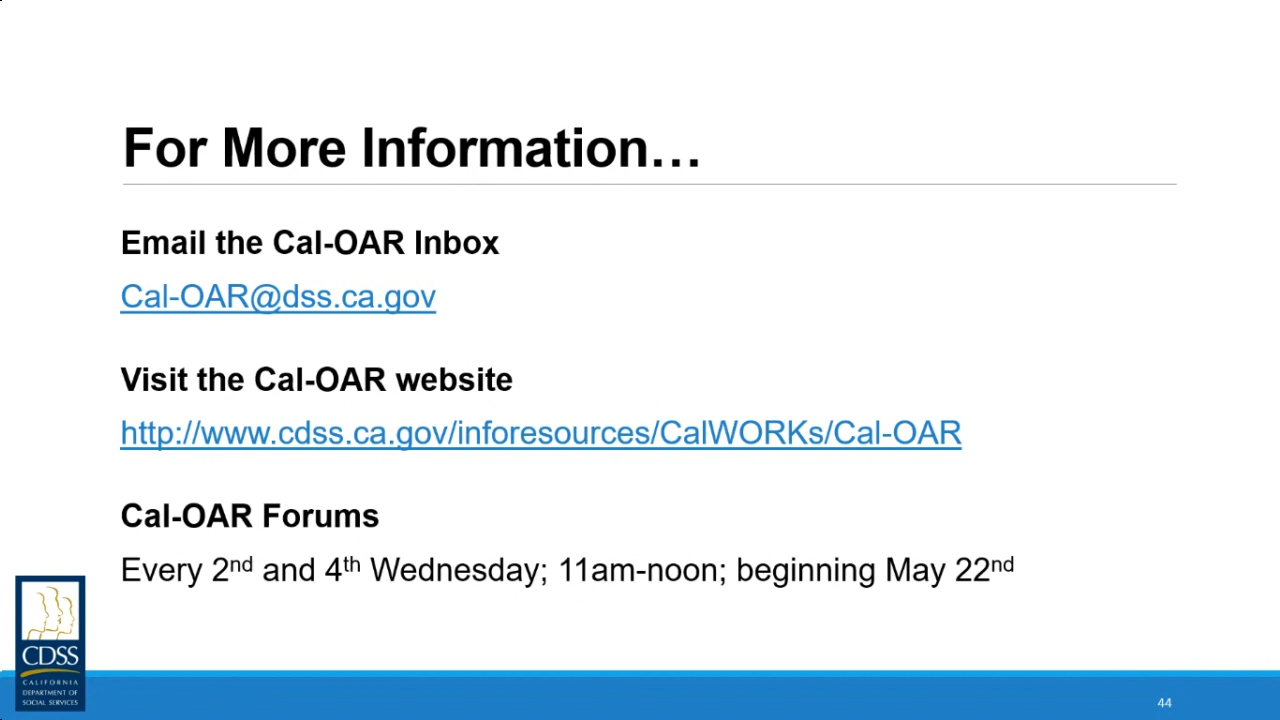 For More Information…
Email the Cal-OAR Inbox
Cal-OAR@dss.ca.gov
Visit the Cal-OAR website
http://www.cdss.ca.gov/inforesources/CalWORKs/Cal-OAR
Cal-OAR Forums
Every 2nd and 4th Wednesday; 11am-noon; beginning May 22nd
CDSS
CALIFORNIA
DEPARTMENT OF
SOCIAL SERVICES
44